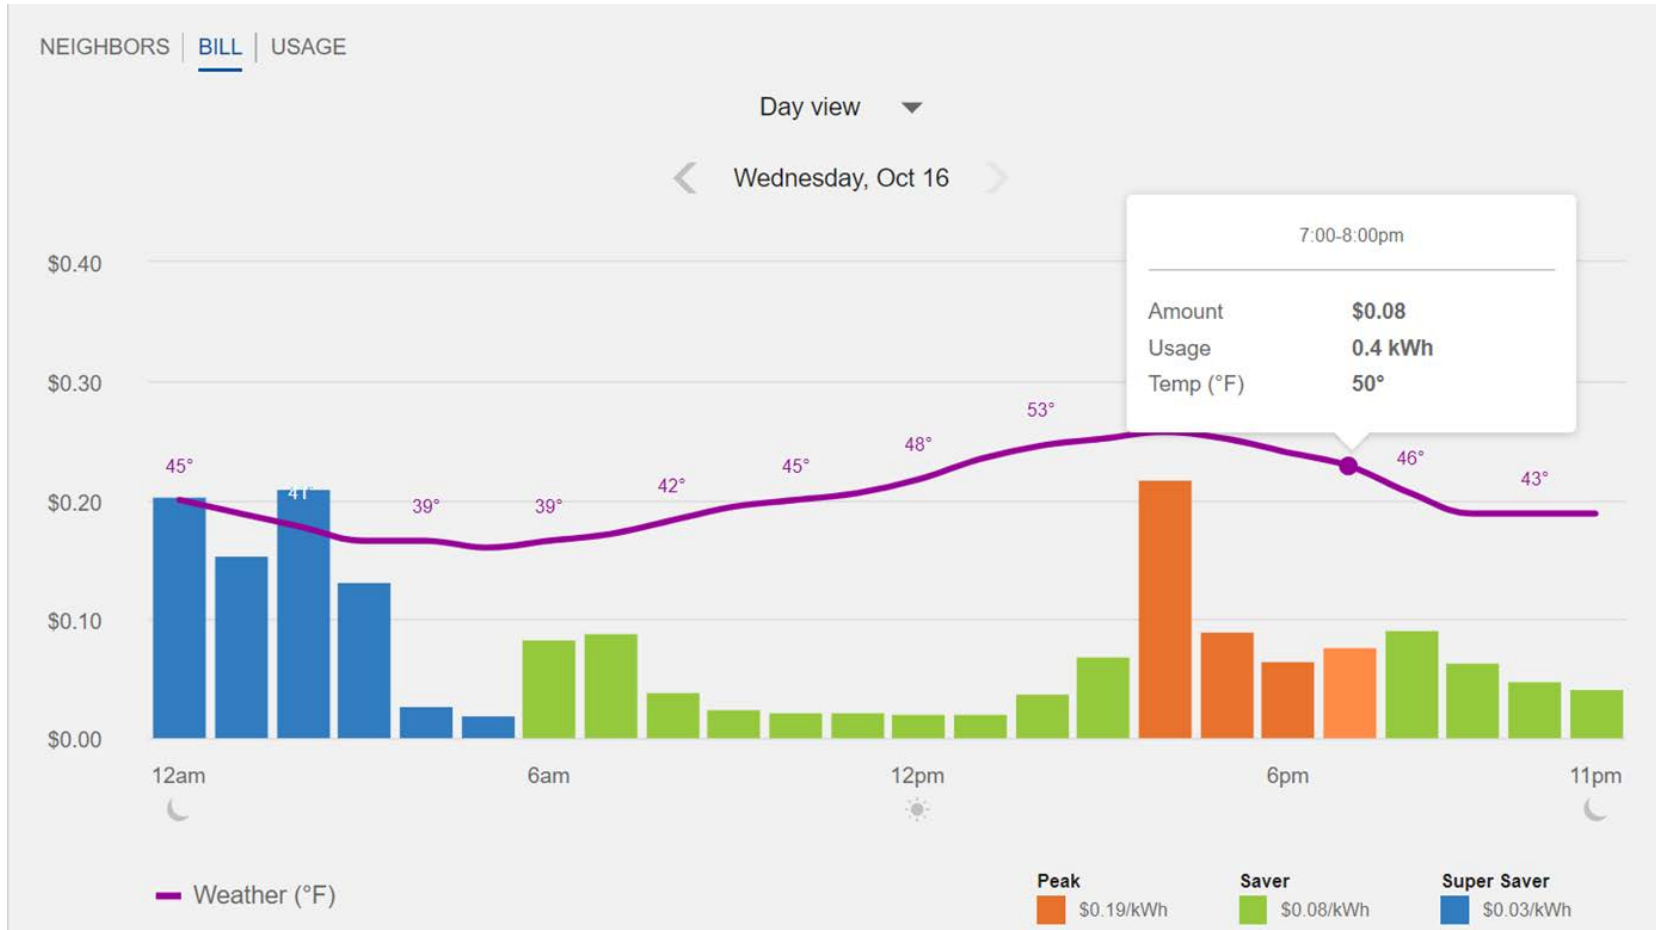 NEIGHBORS | BILL | USAGE
Day view
Wednesday, Oct 16
7:00-8:00pm
Amount $0.08
Usage 0.4 kWh
Temp (°F) 50°
$0.40
$0.30
$0.20
$0.10
$0.00
45° 41° 39° 39° 42° 45° 48° 53° 46° 43°
12am 6am 12pm 6pm 11pm
Weather (°F)
Peak Saver Super Saver
$0.19/kWh $0.08/kWh $0.03/kWh